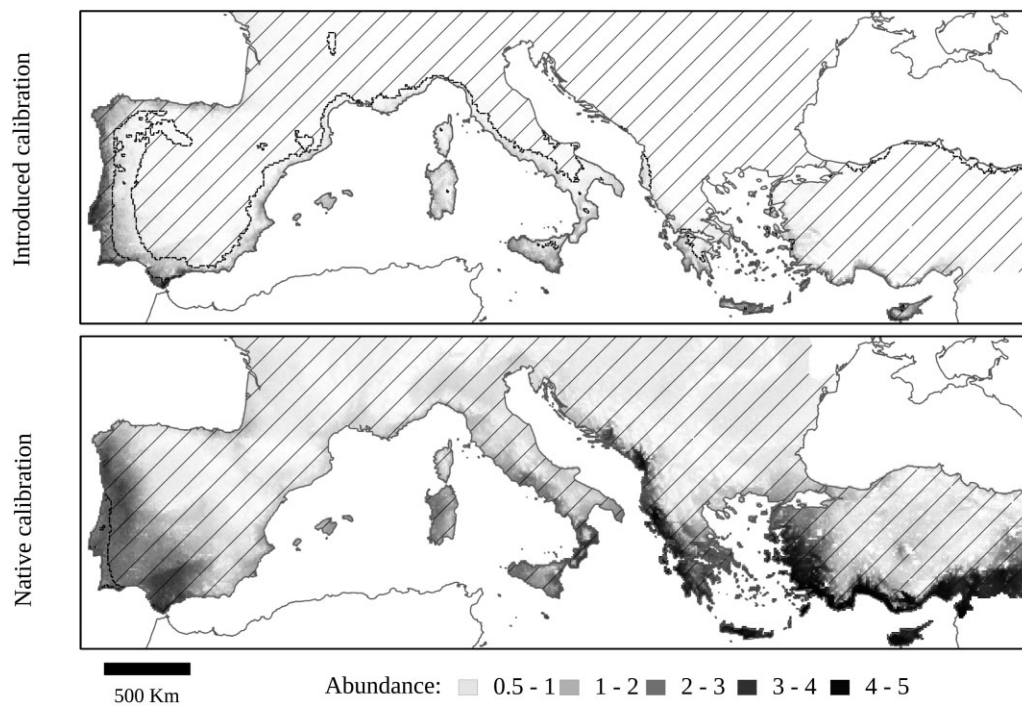 Introduced calibration
Native calibration
500 Km
Abundance: 0.5 - 1 1 - 2 2 - 3 3 - 4 4 - 5